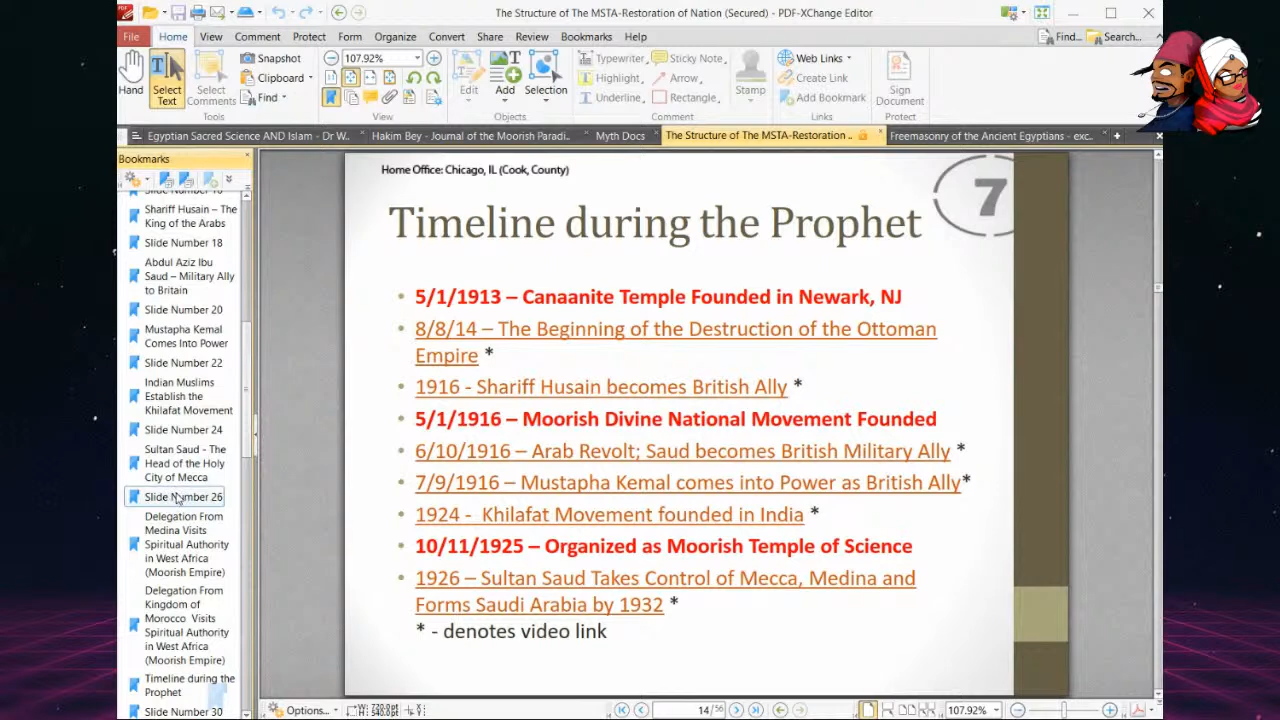 The Structure of The MSTA-Restoration of Nation (Secured) - PDF-XChange Editor
File Home View Comment Protect Form Organize Convert Share Review Bookmarks Help Find... Search...
Hand
Select Text
Select Comments
Snapshot
Clipboard
Find
Tools
107.92%
View
Edit
Add
Selection
Objects
Typewriter
Highlight
Underline
Sticky Note
Arrow
Rectangle
Stamp
Comment
Web Links
Create Link
Add Bookmark
Links
Sign Document
Protect
Egyptian Sacred Science AND Islam - Dr W..
Hakim Bey - Journal of the Moorish Paradi..
Myth Docs
The Structure of The MSTA-Restoration ..
Freemasonry of the Ancient Egyptians - exc..
Bookmarks
Shariff Husain – The
King of the Arabs
Slide Number 18
Abdul Aziz Ibu
Saud – Military Ally
to Britain
Slide Number 20
Mustapha Kemal
Comes Into Power
Slide Number 22
Indian Muslims
Establish the
Khilafat Movement
Slide Number 24
Sultan Saud - The
Head of the Holy
City of Mecca
Slide Number 26
Delegation From
Medina Visits
Spiritual Authority
in West Africa
(Moorish Empire)
Delegation From
Kingdom of
Morocco Visits
Spiritual Authority
in West Africa
(Moorish Empire)
Timeline during the
Prophet
Slide Number 30
Home Office: Chicago, IL (Cook, County)
7
Timeline during the Prophet
• 5/1/1913 – Canaanite Temple Founded in Newark, NJ
• 8/8/14 – The Beginning of the Destruction of the Ottoman
Empire *
• 1916 - Shariff Husain becomes British Ally *
• 5/1/1916 – Moorish Divine National Movement Founded
• 6/10/1916 – Arab Revolt; Saud becomes British Military Ally *
• 7/9/1916 – Mustapha Kemal comes into Power as British Ally*
• 1924 - Khilafat Movement founded in India *
• 10/11/1925 – Organized as Moorish Temple of Science
• 1926 – Sultan Saud Takes Control of Mecca, Medina and
Forms Saudi Arabia by 1932 *
* - denotes video link
Options...
14 / 56
107.92%